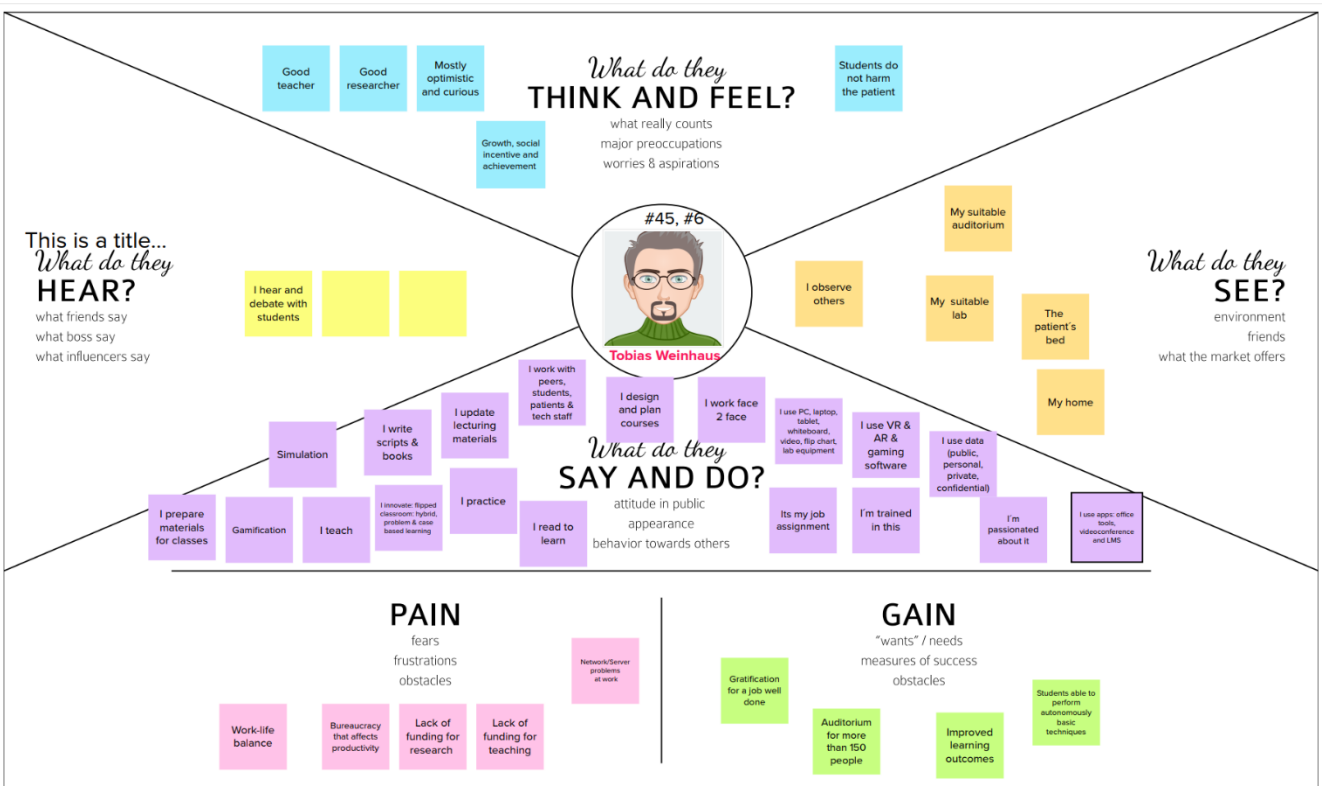 What do they
THINK AND FEEL?
what really counts
major preoccupations
worries & aspirations
Good
teacher
Good
researcher
Mostly
optimistic
and curious
Growth, social
incentive and
achievement
Students do
not harm
the patient
This is a title...
What do they
HEAR?
what friends say
what boss say
what influencers say
I hear and
debate with
students
#45, #6
Tobias Weinhaus
What do they
SEE?
environment
friends
what the market offers
My suitable
auditorium
I observe
others
My suitable
lab
The
patient´s
bed
My home
What do they
SAY AND DO?
attitude in public
appearance
behavior towards others
I work with
peers,
students,
patients &
tech staff
I design
and plan
courses
I work face
2 face
I update
lecturing
materials
I write
scripts &
books
Simulation
I use PC, laptop,
tablet,
whiteboard,
video, flip chart,
lab equipment
I use VR &
AR &
gaming
software
I use data
(public,
personal,
private,
confidential)
I prepare
materials
for classes
Gamification
I teach
I innovate: flipped
classroom: hybrid,
problem & case
based learning
I practice
I read to
learn
Its my job
assignment
I´m trained
in this
I´m
passionated
about it
I use apps: office
tools,
videoconference
and LMS
PAIN
fears
frustrations
obstacles
Network/Server
problems
at work
Work-life
balance
Bureaucracy
that affects
productivity
Lack of
funding for
research
Lack of
funding for
teaching
GAIN
"wants" / needs
measures of success
obstacles
Gratification
for a job well
done
Auditorium
for more
than 150
people
Improved
learning
outcomes
Students able to
perform
autonomously
basic
techniques